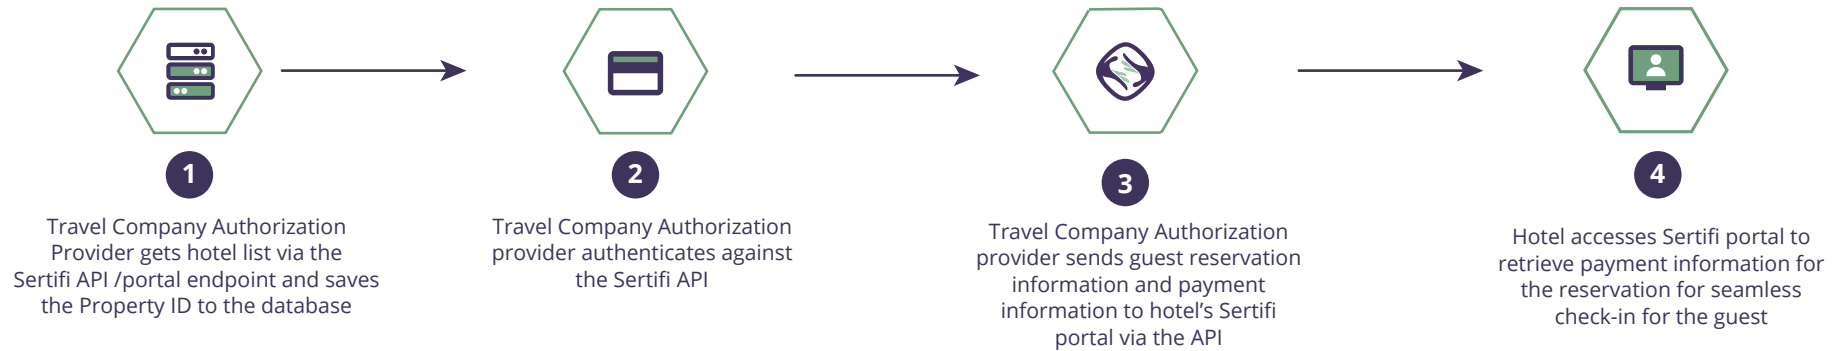 1
Travel Company Authorization
Provider gets hotel list via the
Sertifi API /portal endpoint and saves
the Property ID to the database
2
Travel Company Authorization
provider authenticates against
the Sertifi API
3
Travel Company Authorization
provider sends guest reservation
information and payment
information to hotel's Sertifi
portal via the API
4
Hotel accesses Sertifi portal to
retrieve payment information for
the reservation for seamless
check-in for the guest